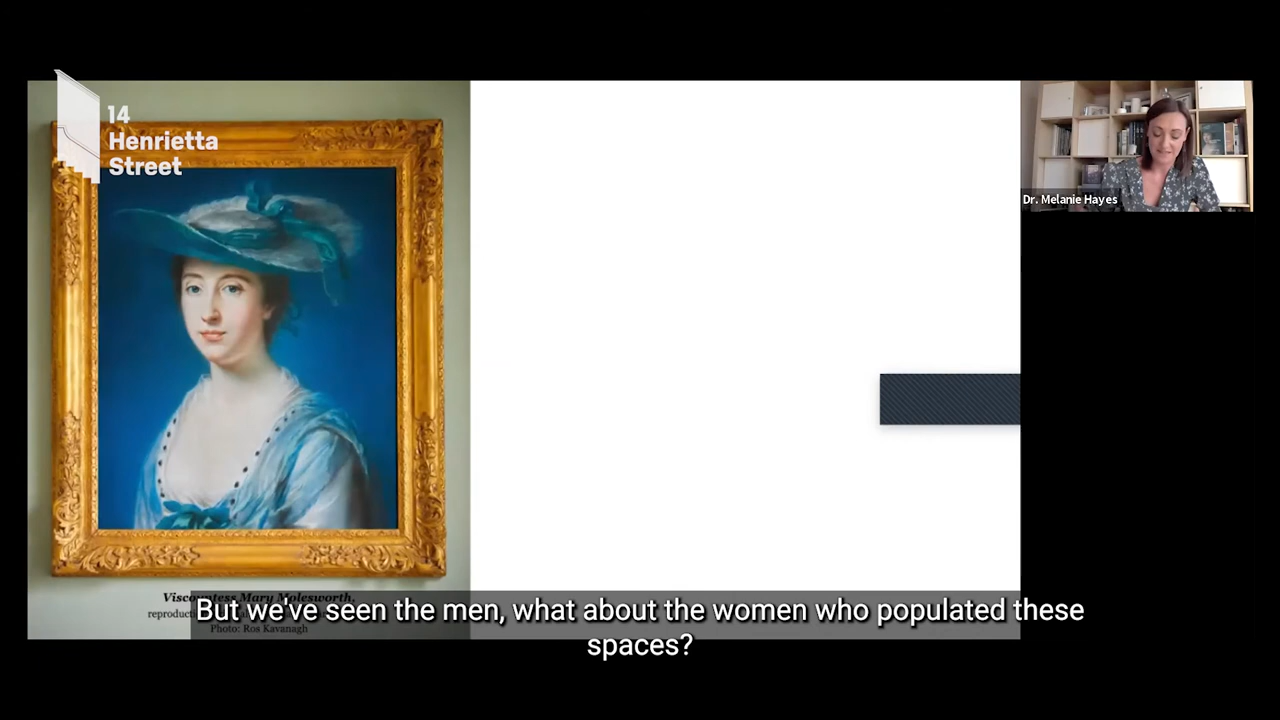 14
Henrietta
Street
Dr. Melanie Hayes
Viscountess Mary Molesworth,
Photo: Ros Kavanagh
But we've seen the men, what about the women who populated these
spaces?